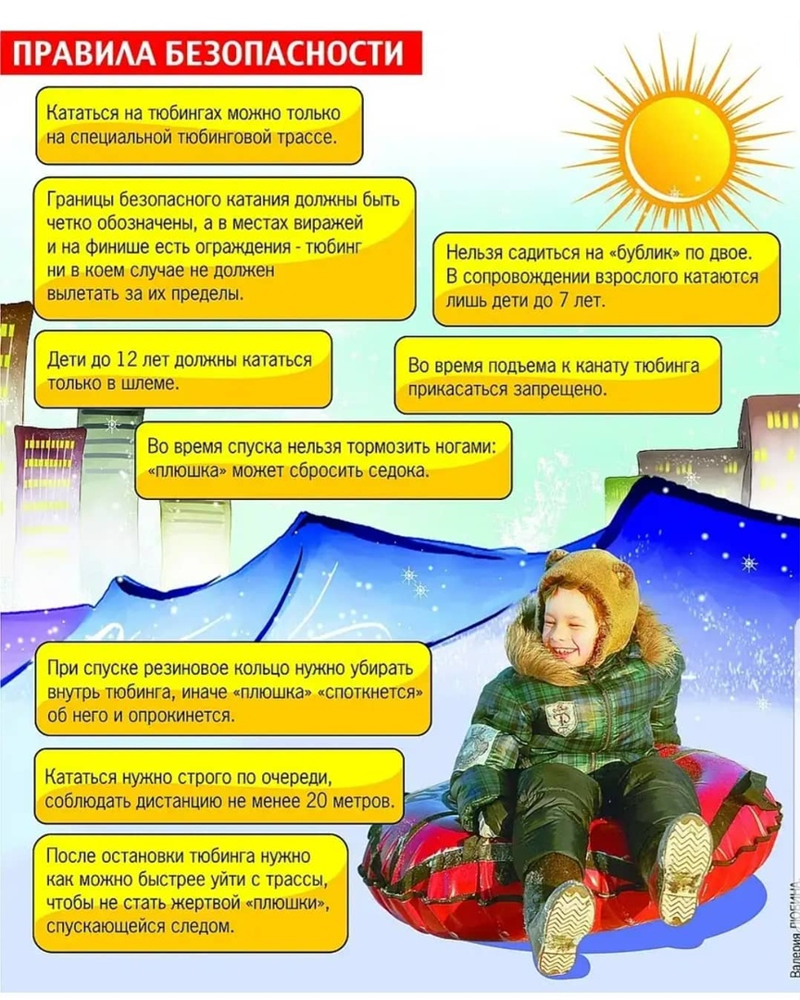 ПРАВИЛА БЕЗОПАСНОСТИ
Кататься на тюбингах можно только
на специальной тюбинговой трассе.
Границы безопасного катания должны быть
четко обозначены, а в местах виражей
и на финише есть ограждения - тюбинг
ни в коем случае не должен
вылетать за их пределы.
Нельзя садиться на «бублик» по двое.
В сопровождении взрослого катаются
лишь дети до 7 лет.
Дети до 12 лет должны кататься
только в шлеме.
Во время подъема к канату тюбинга
прикасаться запрещено.
Во время спуска нельзя тормозить ногами:
«плюшка» может сбросить седока.
При спуске резиновое кольцо нужно убирать
внутрь тюбинга, иначе «плюшка» «споткнется»
об него и опрокинется.
Кататься нужно строго по очереди,
соблюдать дистанцию не менее 20 метров.
После остановки тюбинга нужно
как можно быстрее уйти с трассы,
чтобы не стать жертвой «плюшки»,
спускающейся следом.
Валерия